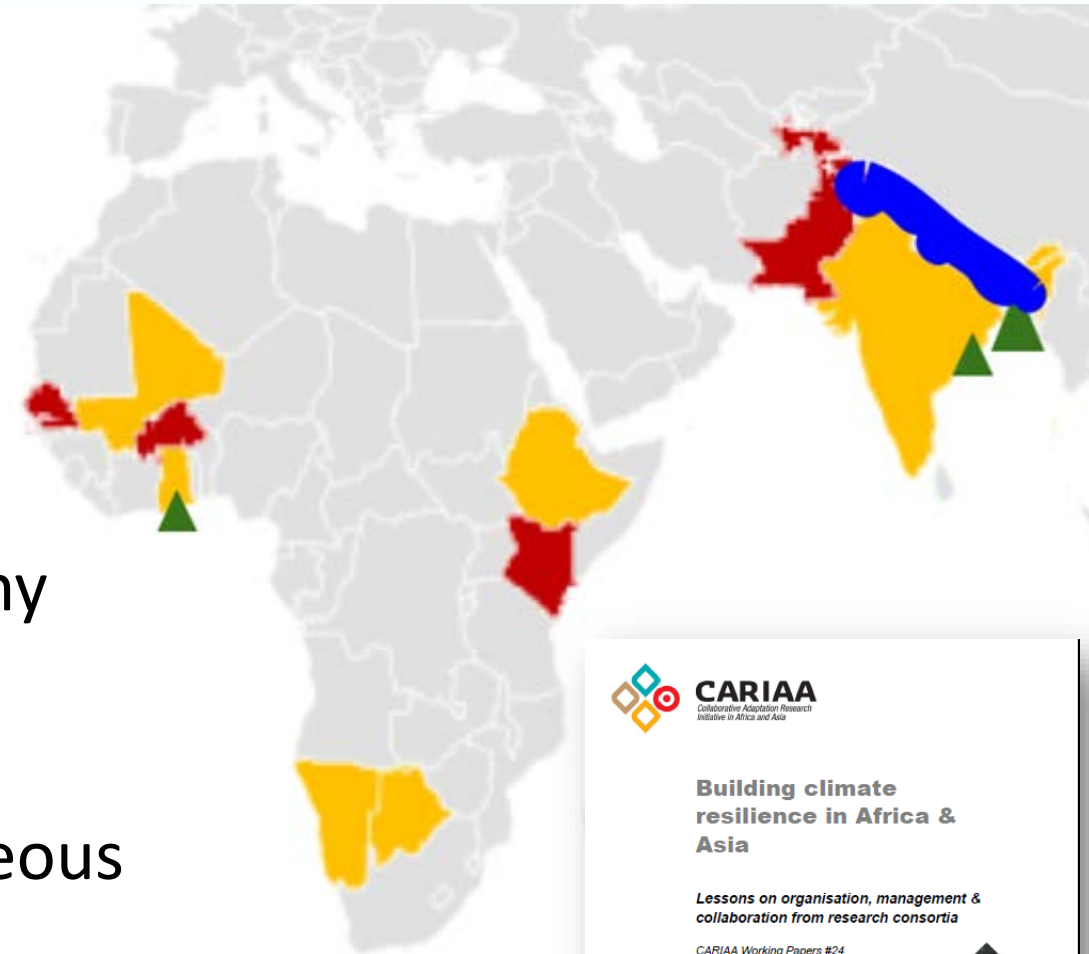 ny
eous
CARIAA
Collaborative Adaptation Research
Initiative in Africa and Asia
Building climate
resilience in Africa &
Asia
Lessons on organisation, management &
collaboration from research consortia
CARIAA Working Papers #24